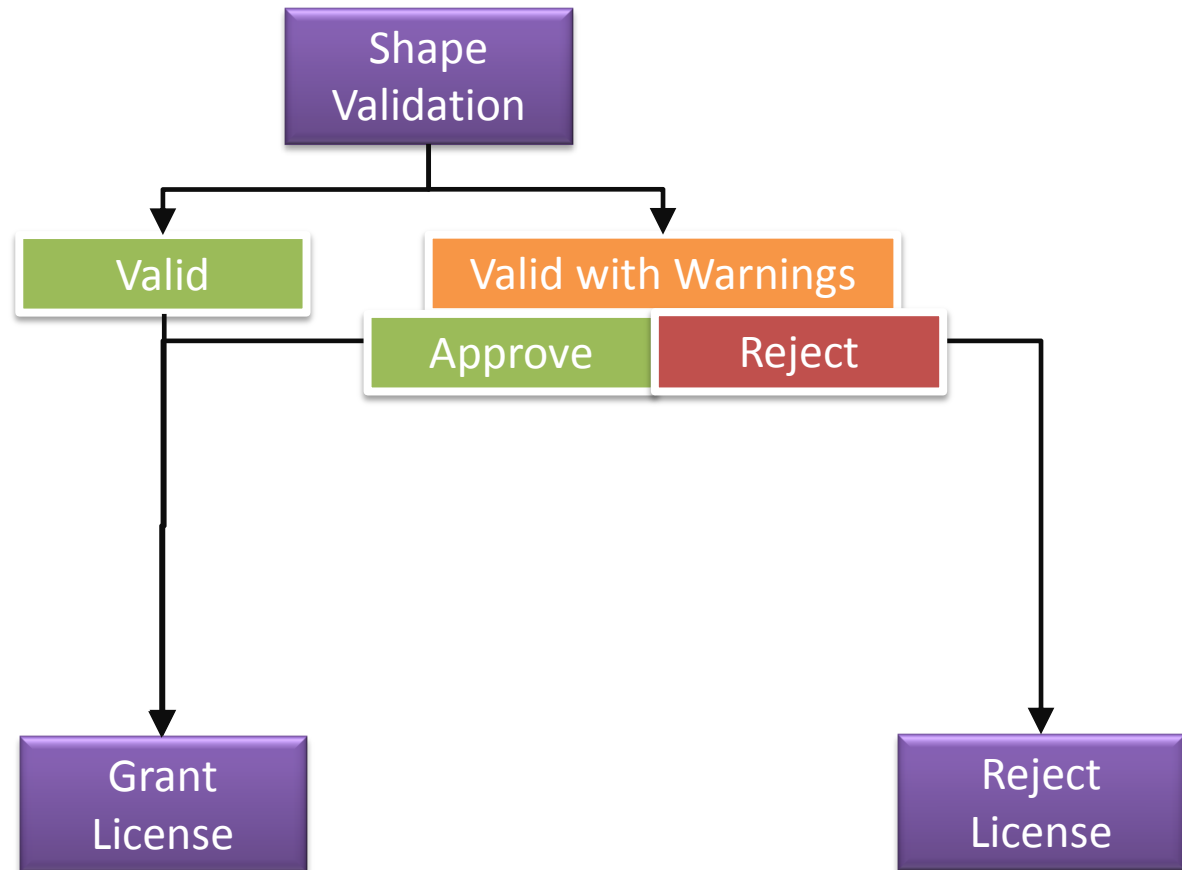 Shape
Validation
Valid
Valid with Warnings
Approve
Reject
Grant
License
Reject
License